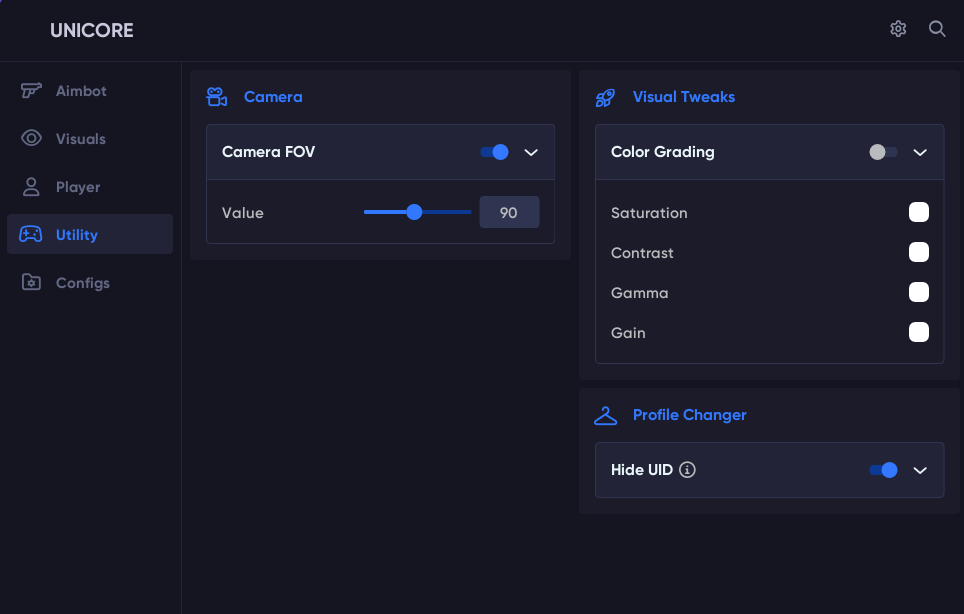 UNICORE
Aimbot
Visuals
Player
Utility
Configs
Camera
Camera FOV
Value 90
Visual Tweaks
Color Grading
Saturation
Contrast
Gamma
Gain
Profile Changer
Hide UID